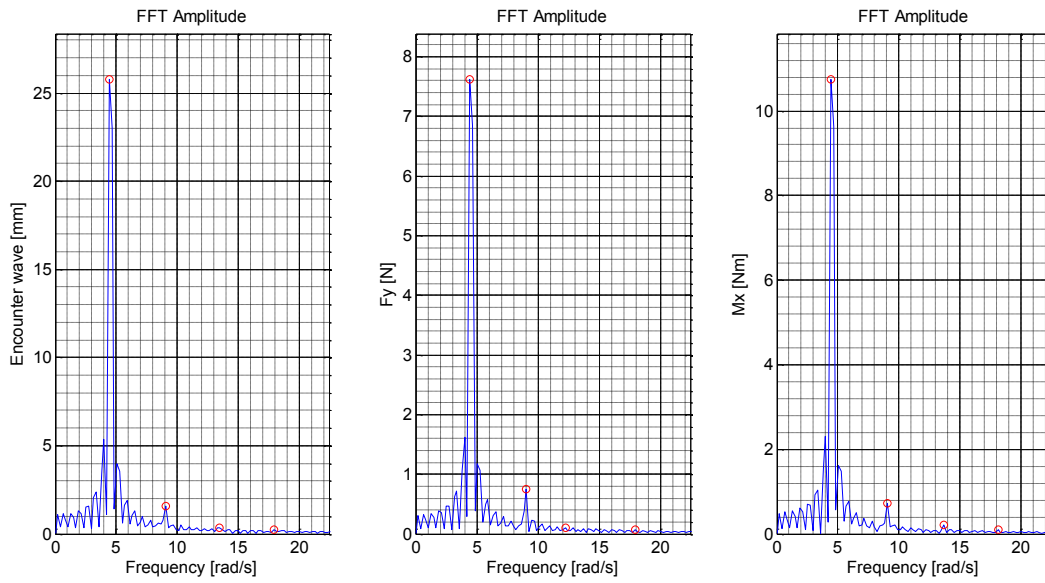 FFT Amplitude
Encounter wave [mm]
25
20
15
10
5
0
0 5 10 15 20
Frequency [rad/s]
FFT Amplitude
Fy [N]
8
7
6
5
4
3
2
1
0
0 5 10 15 20
Frequency [rad/s]
FFT Amplitude
Mx [Nm]
10
8
6
4
2
0
0 5 10 15 20
Frequency [rad/s]